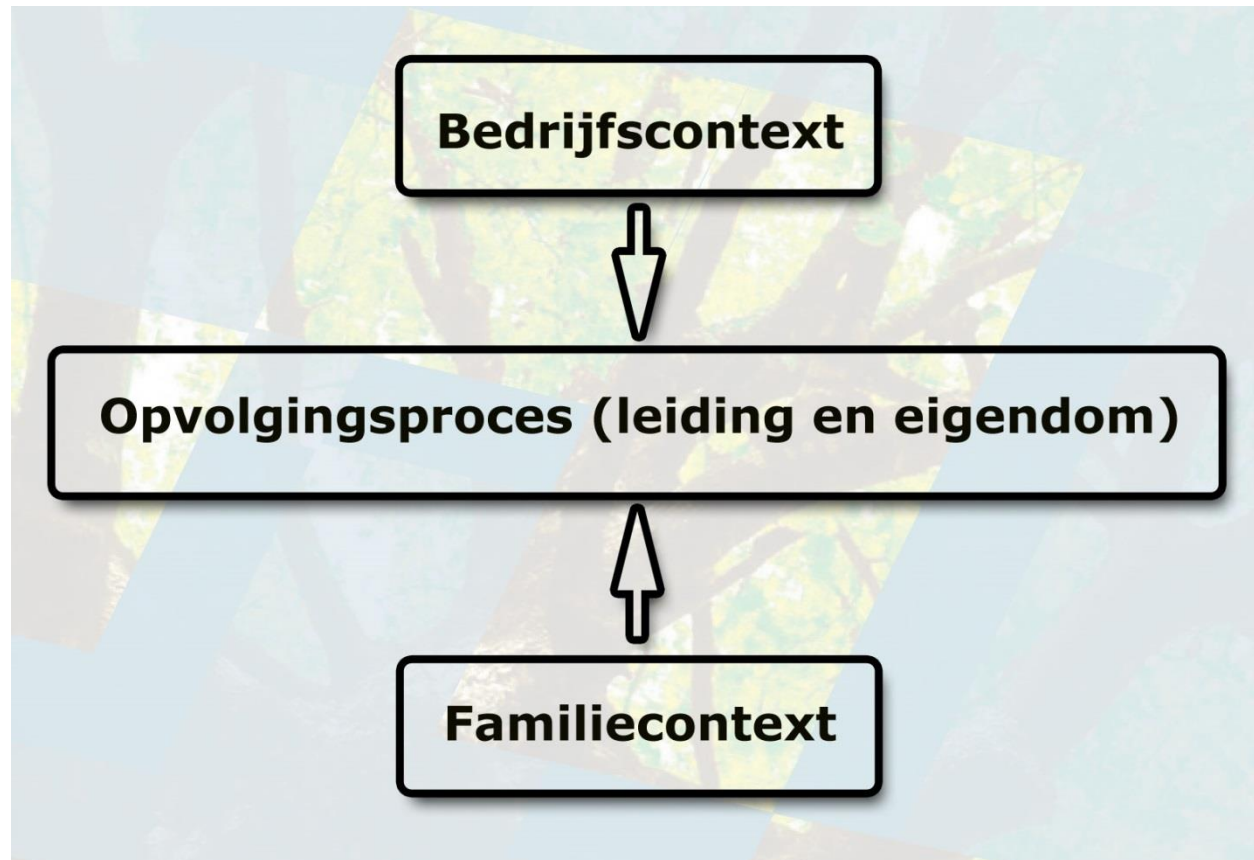 Bedrijfscontext
Opvolgingsproces (leiding en eigendom)
Familiecontext